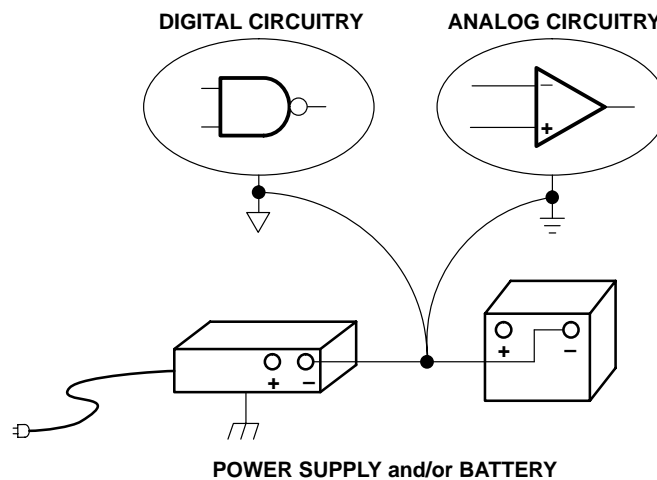 DIGITAL CIRCUITRY
ANALOG CIRCUITRY
−
+
+ −
+ −
POWER SUPPLY and/or BATTERY